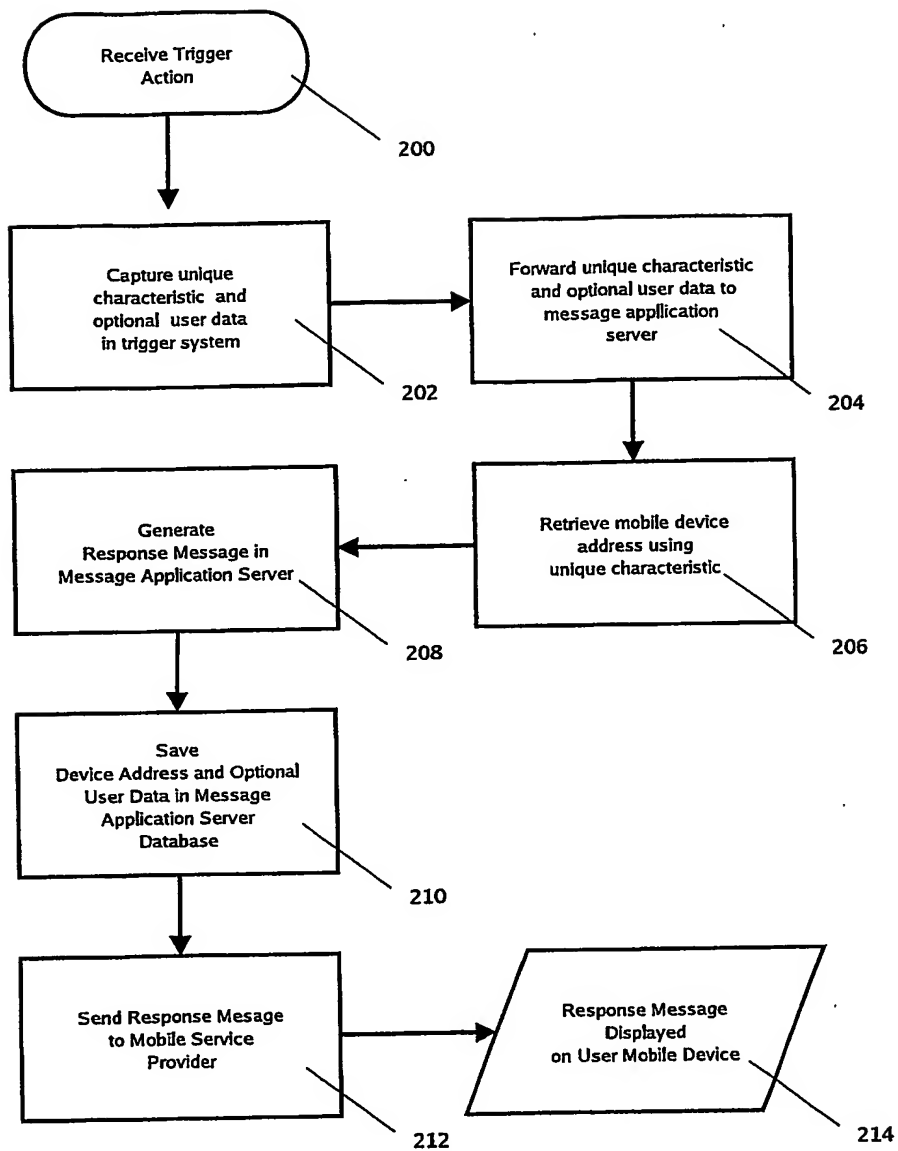 Receive Trigger
Action
200
Capture unique
characteristic and
optional user data
in trigger system
202
Forward unique characteristic
and optional user data to
message application
server
204
Retrieve mobile device
address using
unique characteristic
206
Generate
Response Message in
Message Application Server
208
Save
Device Address and Optional
User Data in Message
Application Server
Database
210
Send Response Mesage
to Mobile Service
Provider
212
Response Message
Displayed
on User Mobile Device
214